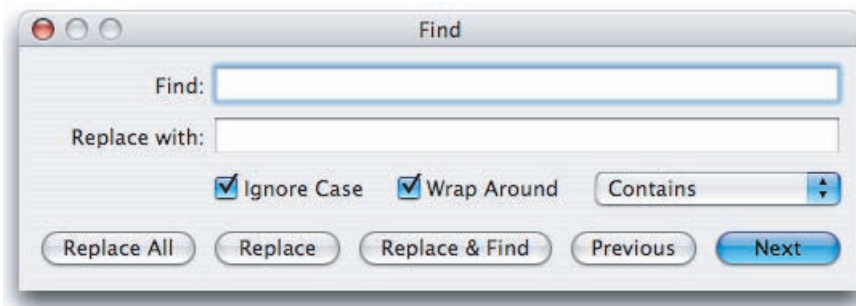 Find
Find:
Replace with:
Ignore Case Wrap Around Contains
Replace All Replace Replace & Find Previous Next